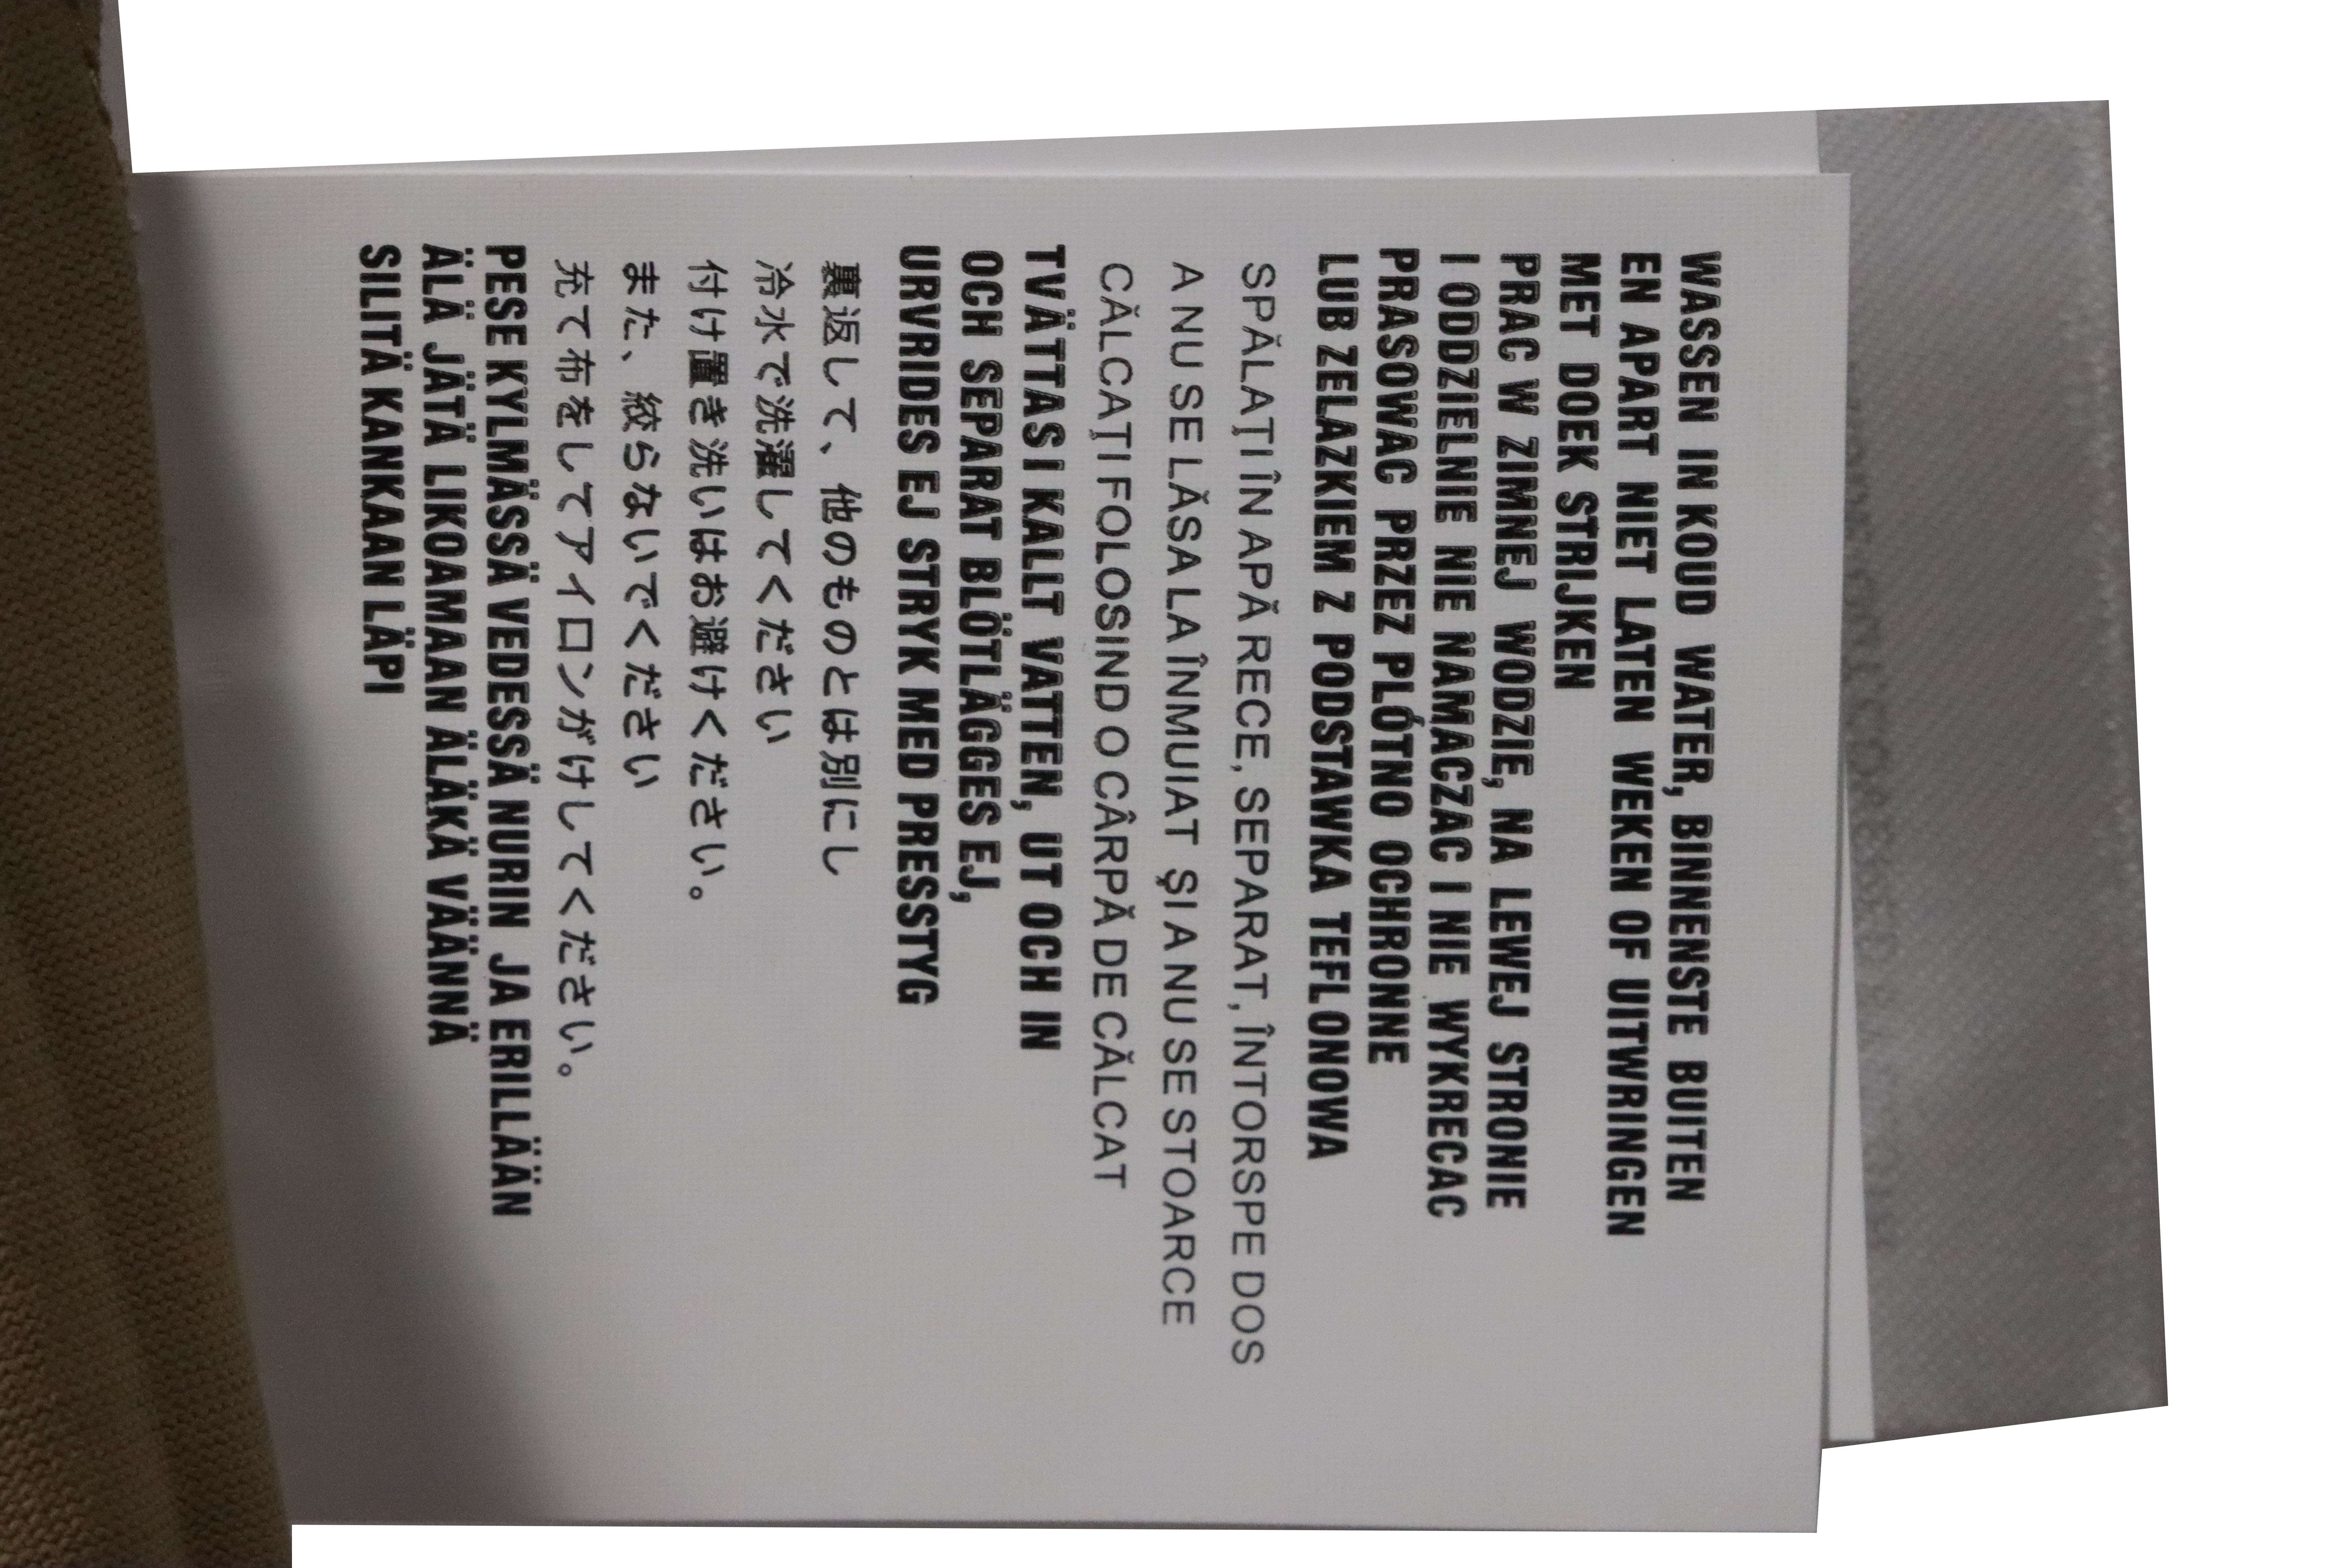 WASSEN IN KOUD WATER, BINNENSTE BUITEN
EN APART NIET LATEN WEKEN OF UITWRINGEN
MET DOEK STRIJKEN
PRAC W ZIMNEJ WODZIE, NA LEWEJ STRONIE
I ODDZIELNIE NIE NAMACZAC I NIE WYKRECAC
PRASOWAC PRZEZ PLÓTNO OCHRONNE
LUB ZELAZKIEM Z PODSTAWKA TEFLONOWA
SPĂLAȚI ÎN APĂ RECE, SEPARAT, ÎNTORSPE DOS
A NU SE LĂSA LA ÎNMUIAT ȘI A NU SE STOARCE
CĂLCAȚI FOLOSIND O CÂRPĂ DE CĂLCAT
TVÄTTAS I KALLT VATTEN, UT OCH IN
OCH SEPARAT BLÖTLÄGGES EJ,
URVRIDES EJ STRYK MED PRESSTYG
裏返して、他のものとは別にし
冷水で洗濯してください
付け置き洗いはお避けください。
また、絞らないでください
充て布をしてアイロンがけしてください。
PESE KYLMÄSSÄ VEDESSÄ NURIN JA ERILLÄÄN
ÄLÄ JÄTÄ LIKOAMAAN ÄLÄKÄ VÄÄNNÄ
SILITÄ KANKAAN LÄPI